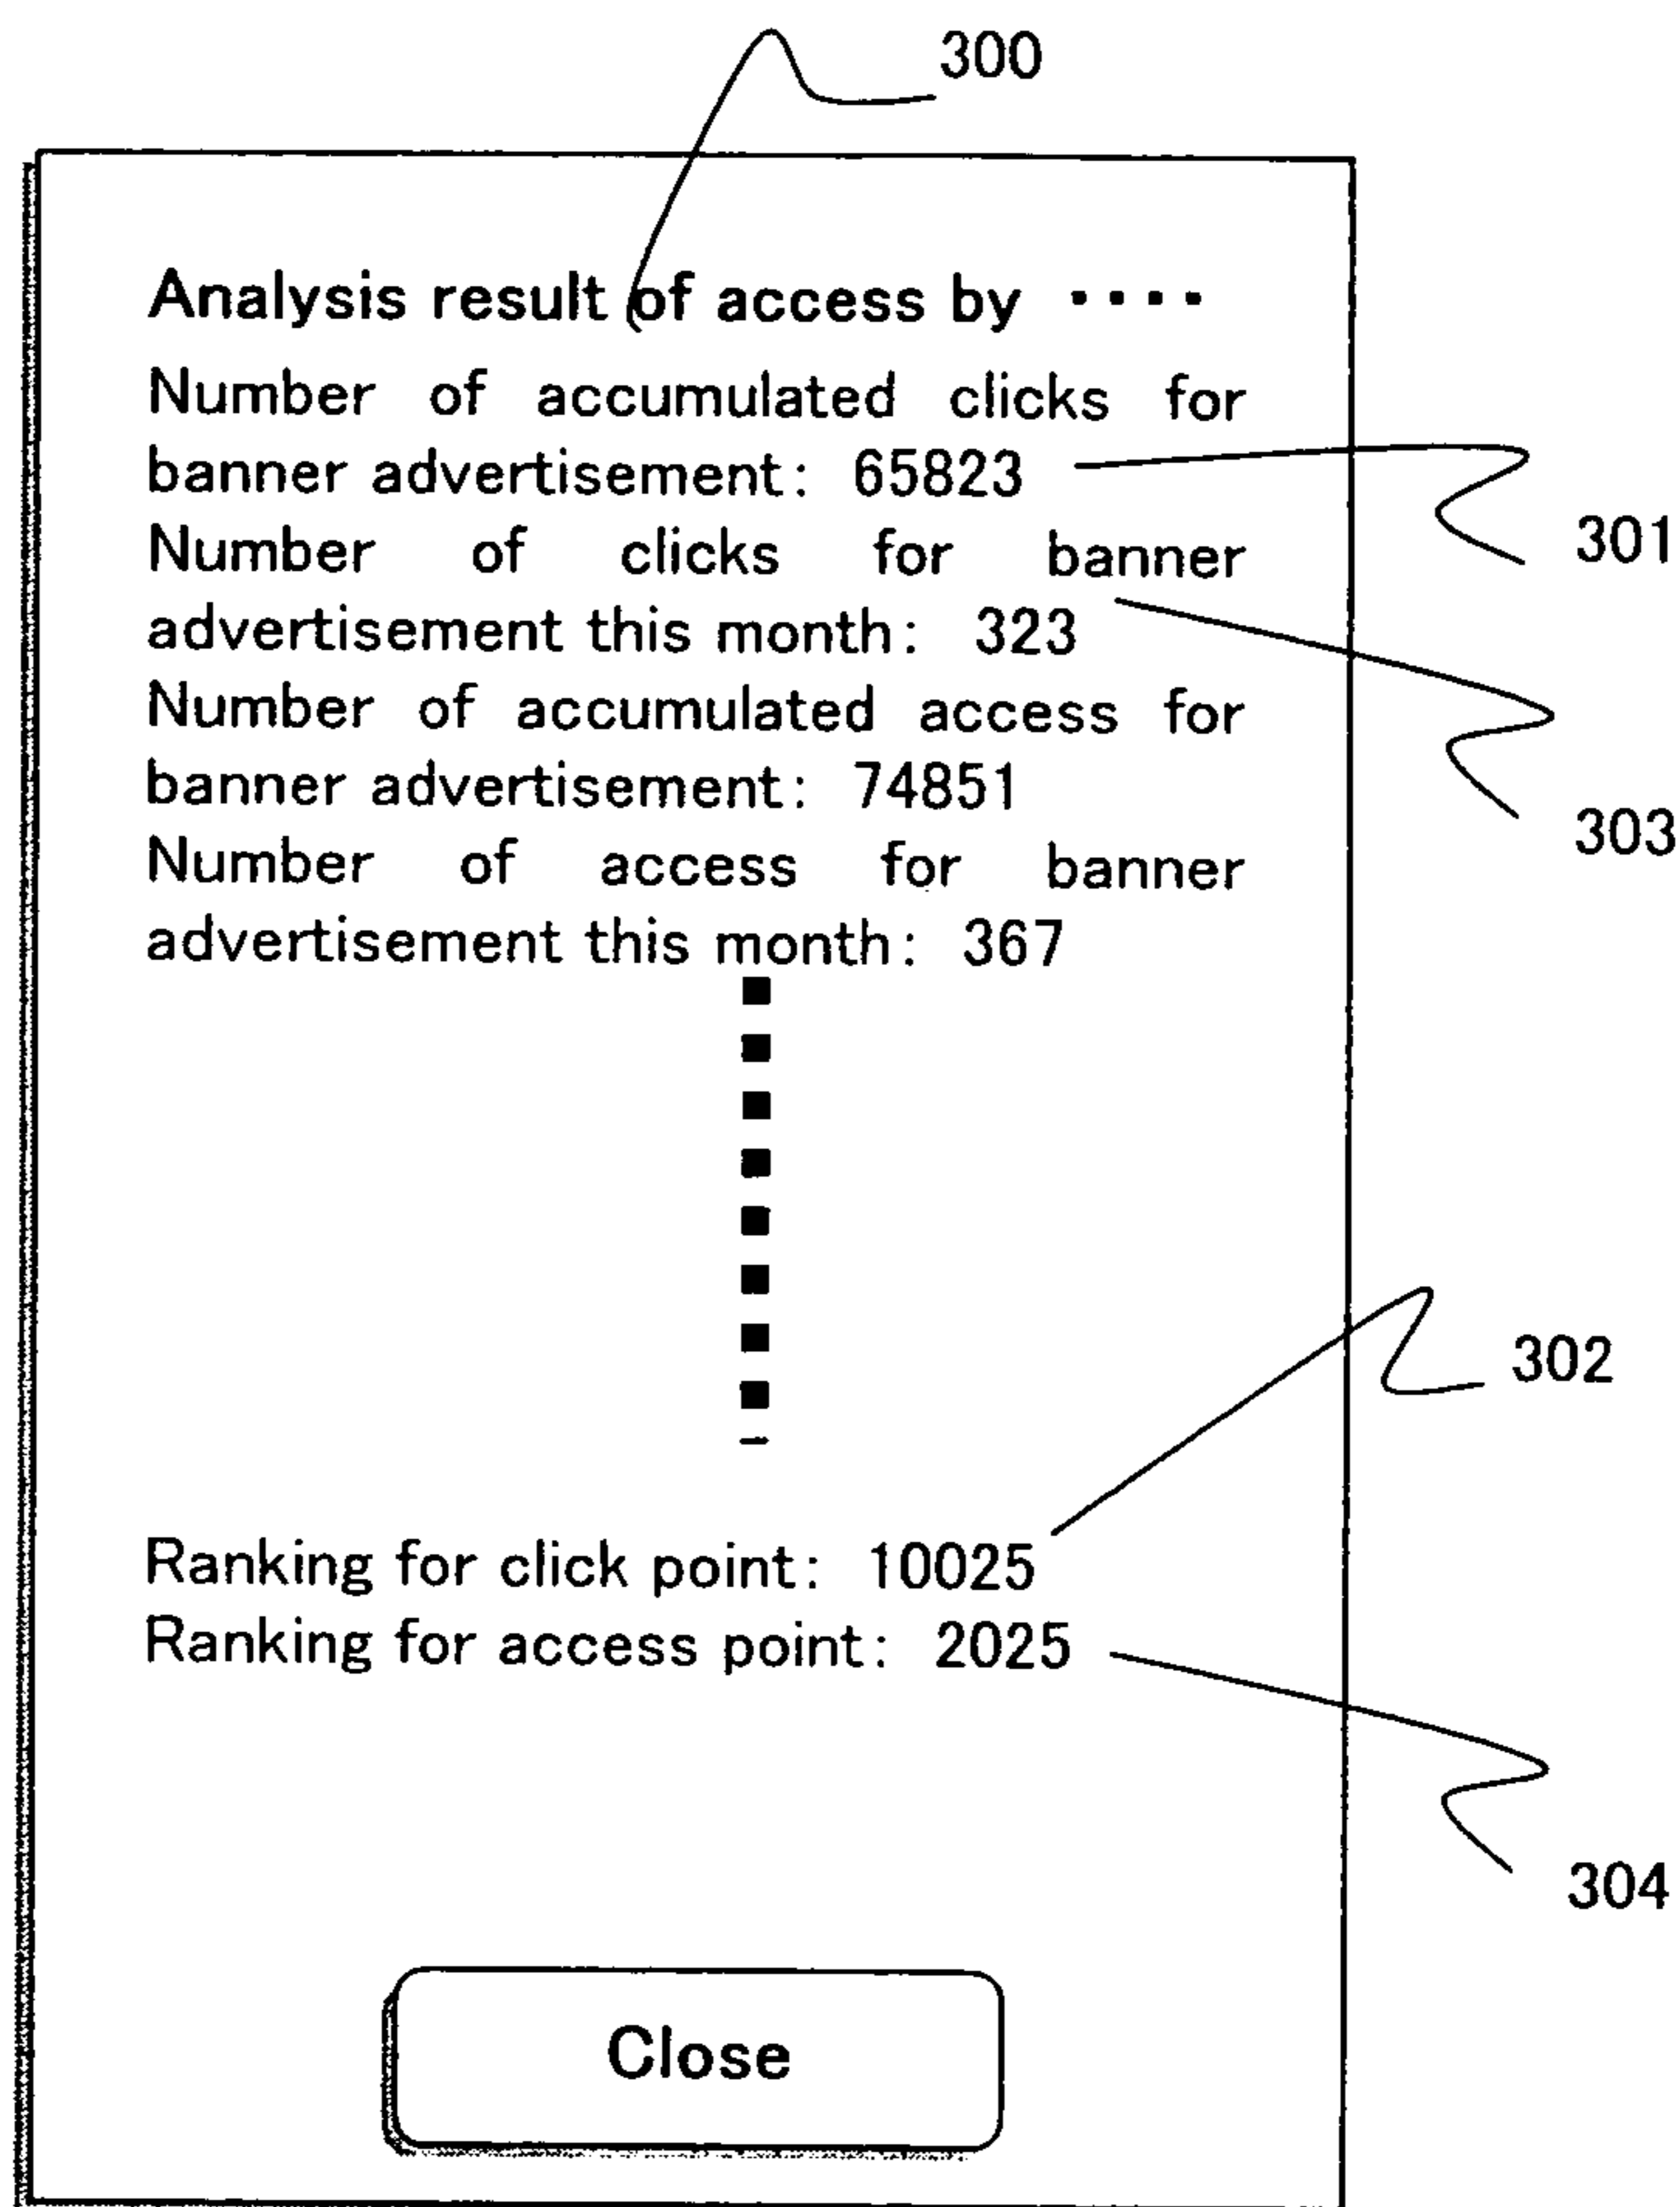 300
Analysis result of access by ････
Number of accumulated clicks for
banner advertisement: 65823
301
Number of clicks for banner
advertisement this month: 323
Number of accumulated access for
303
banner advertisement: 74851
Number of access for banner
advertisement this month: 367
302
Ranking for click point: 10025
Ranking for access point: 2025
304
Close